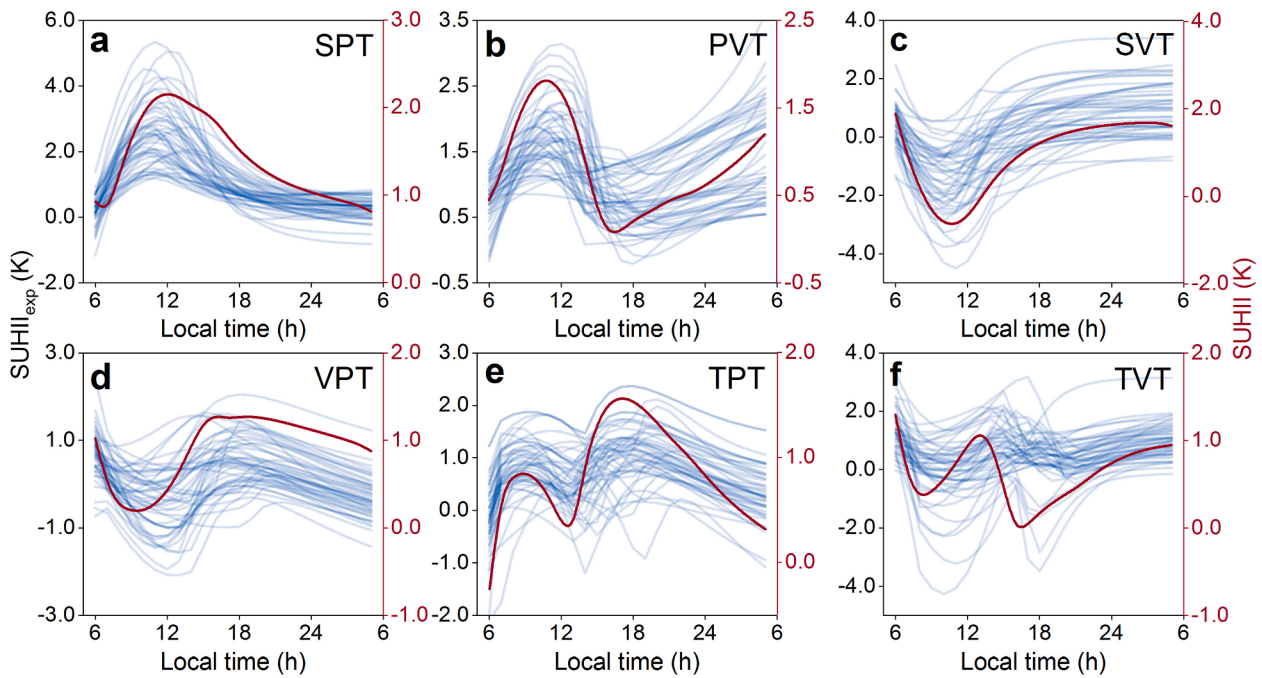 a SPT
6.0 4.0 2.0 0.0 -2.0
3.0 2.0 1.0 0.0
6 12 18 24 6
Local time (h)
b PVT
3.5 2.5 1.5 0.5 -0.5
2.5 1.5 0.5 -0.5
6 12 18 24 6
Local time (h)
c SVT
4.0 2.0 0.0 -2.0 -4.0
4.0 2.0 0.0 -2.0
6 12 18 24 6
Local time (h)
SUHIIexp (K)
SUHII (K)
d VPT
3.0 1.0 -1.0 -3.0
2.0 1.0 0.0 -1.0
6 12 18 24 6
Local time (h)
e TPT
3.0 2.0 1.0 0.0 -1.0 -2.0
2.0 1.0 0.0
6 12 18 24 6
Local time (h)
f TVT
4.0 2.0 0.0 -2.0 -4.0
2.0 1.0 0.0 -1.0
6 12 18 24 6
Local time (h)